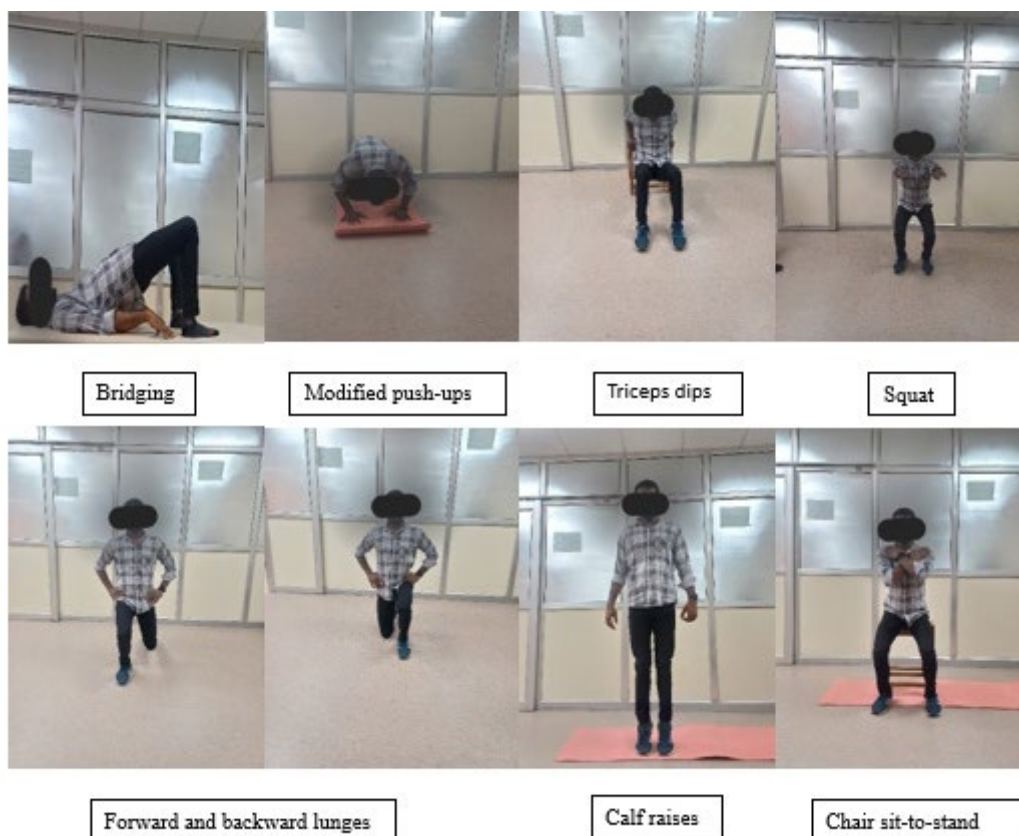 Bridging
Modified push-ups
Triceps dips
Squat
Forward and backward lunges
Calf raises
Chair sit-to-stand